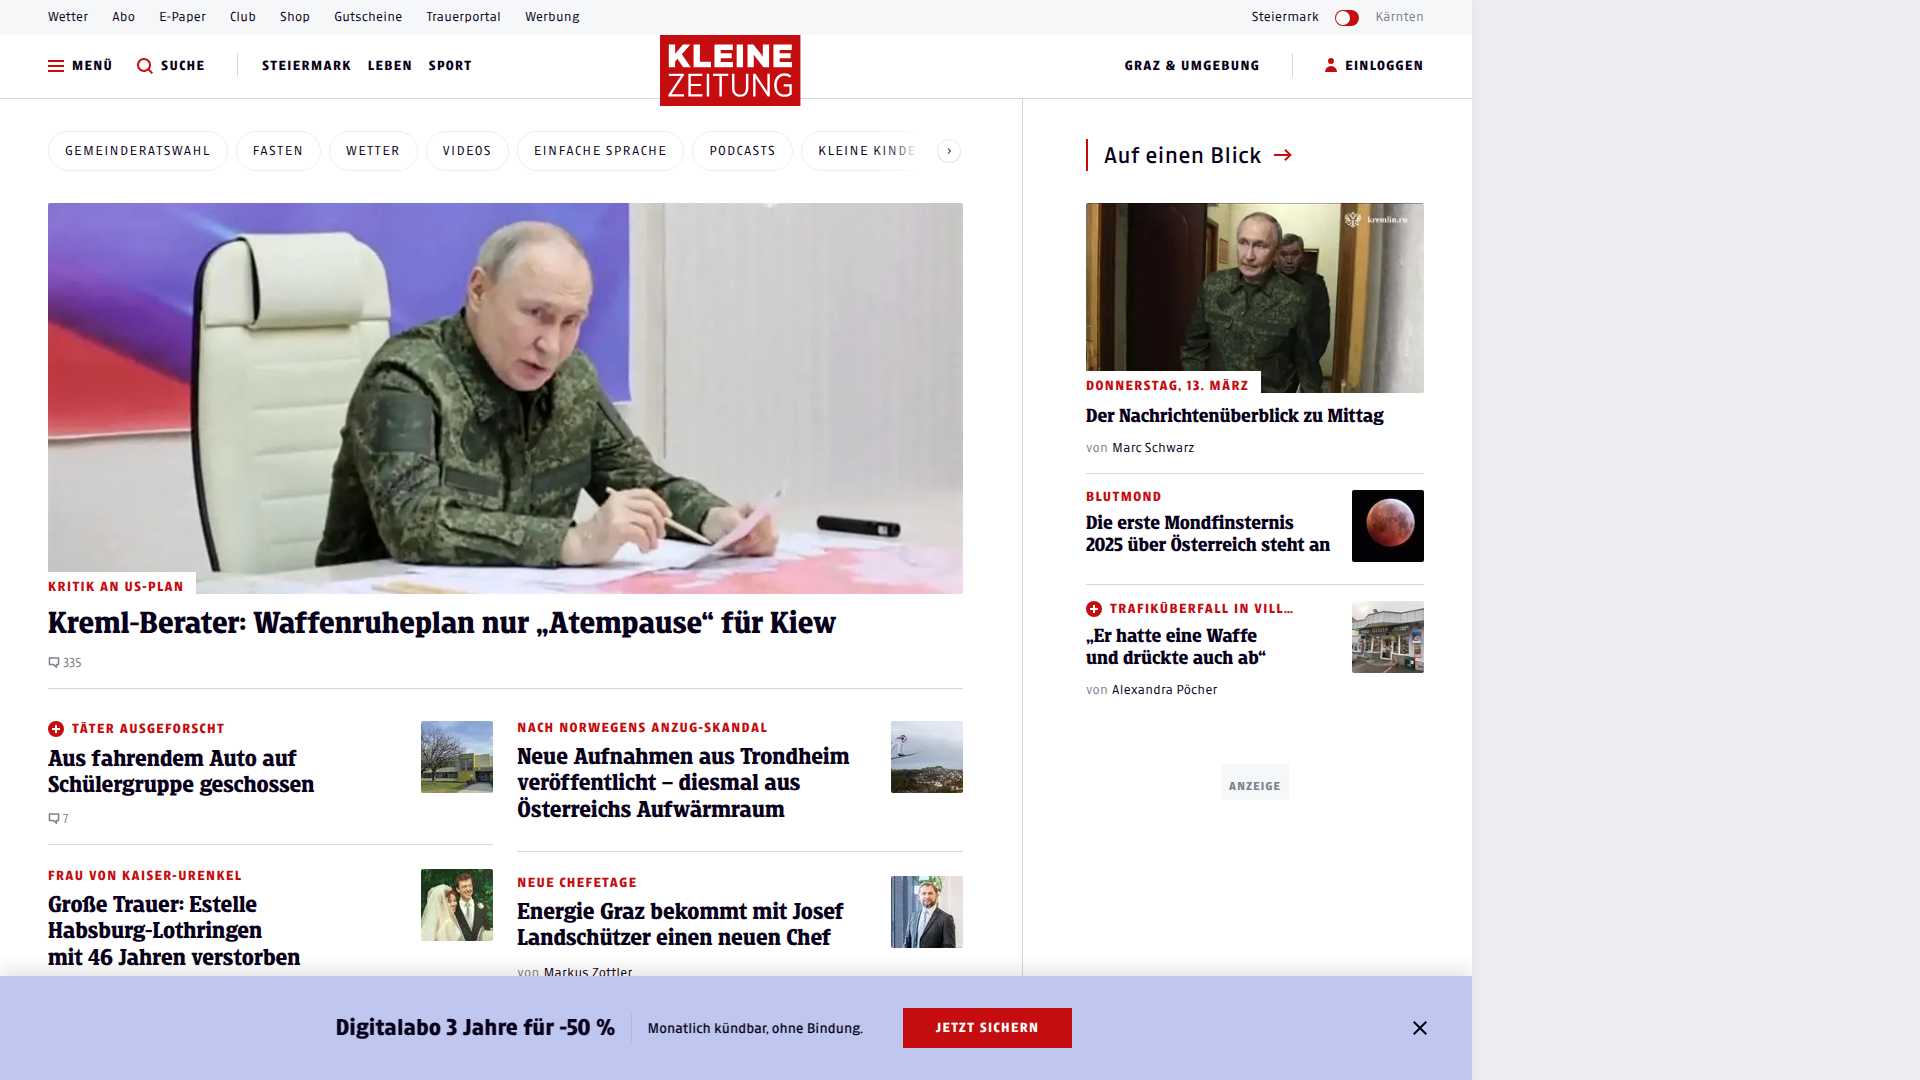 Wetter Abo E-Paper Club Shop Gutscheine Trauerportal Werbung Steiermark Kärnten
MENÜ SUCHE STEIERMARK LEBEN SPORT KLEINE ZEITUNG GRAZ & UMGEBUNG EINLOGGEN
GEMEINDERATSWAHL FASTEN WETTER VIDEOS EINFACHE SPRACHE PODCASTS KLEINE KINDE
KRITIK AN US-PLAN
Kreml-Berater: Waffenruheplan nur „Atempause“ für Kiew
335
TÄTER AUSGEFORSCHT
Aus fahrendem Auto auf
Schülergruppe geschossen
7
FRAU VON KAISER-URENKEL
Große Trauer: Estelle
Habsburg-Lothringen
mit 46 Jahren verstorben
NACH NORWEGENS ANZUG-SKANDAL
Neue Aufnahmen aus Trondheim
veröffentlicht – diesmal aus
Österreichs Aufwärmraum
NEUE CHEFETAGE
Energie Graz bekommt mit Josef
Landschützer einen neuen Chef
von Markus Zottler
Auf einen Blick
kremlin.ru
DONNERSTAG, 13. MÄRZ
Der Nachrichtenüberblick zu Mittag
von Marc Schwarz
BLUTMOND
Die erste Mondfinsternis
2025 über Österreich steht an
TRAFIKÜBERFALL IN VILL...
„Er hatte eine Waffe
und drückte auch ab“
von Alexandra Pöcher
ANZEIGE
Digitalabo 3 Jahre für -50 % Monatlich kündbar, ohne Bindung. JETZT SICHERN